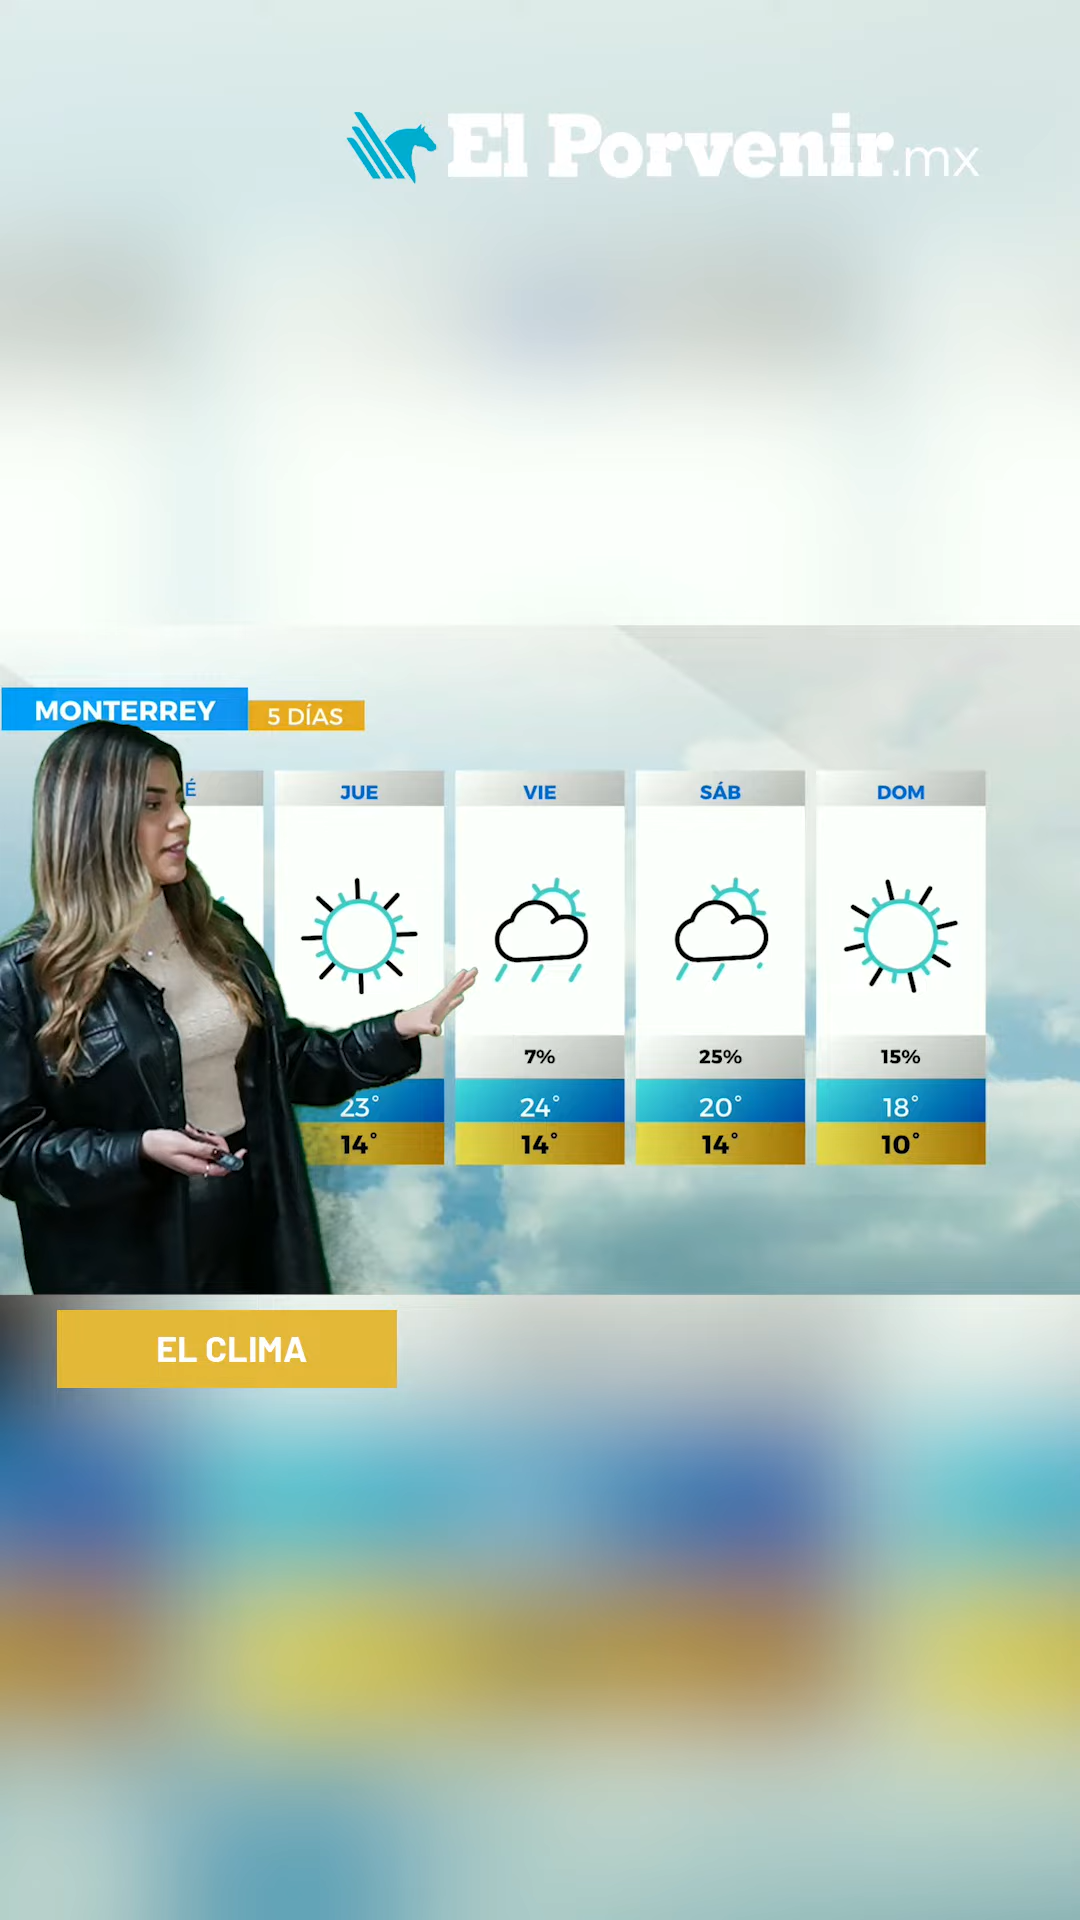 El Porvenir.mx
MONTERREY
5 DÍAS
É
JUE
VIE
SÁB
DOM
7%
25%
15%
23°
24°
20°
18°
14°
14°
14°
10°
EL CLIMA